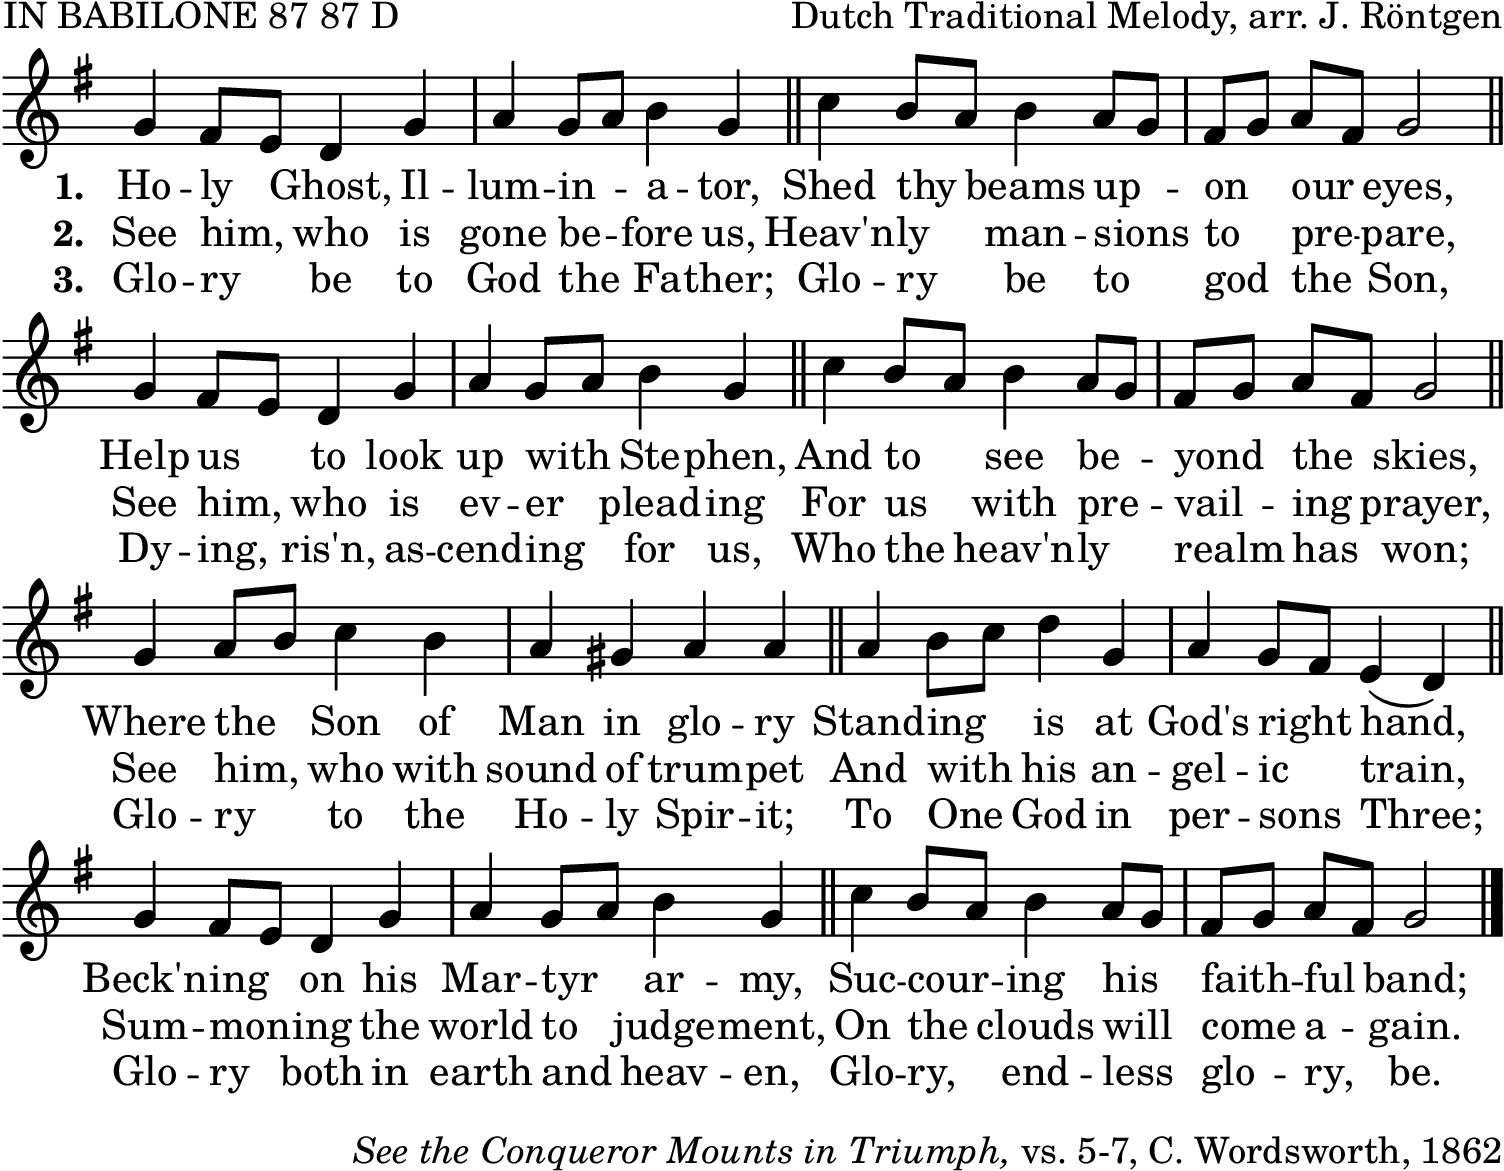 IN BABILONE 87 87 D Dutch Traditional Melody, arr. J. Röntgen
1. Ho -- ly Ghost, Il -- lum -- in -- a -- tor, Shed thy beams up -- on our eyes,
2. See him, who is gone be -- fore us, Heav'nly man -- sions to pre -- pare,
3. Glo -- ry be to God the Father; Glo -- ry be to god the Son,
Help us to look up with Stephen, And to see be -- yond the skies,
See him, who is ev -- er pleading For us with pre -- vail -- ing prayer,
Dy -- ing, ris'n, as -- cending for us, Who the heav'nly realm has won;
Where the Son of Man in glo -- ry Standing is at God's right hand,
See him, who with sound of trumpet And with his an -- gel -- ic train,
Glo -- ry to the Ho -- ly Spir -- it; To One God in per -- sons Three;
Beck'ning on his Mar -- tyr ar -- my, Suc -- cour -- ing his faith -- ful band;
Sum -- moning the world to judgement, On the clouds will come a -- gain.
Glo -- ry both in earth and heav -- en, Glo -- ry, end -- less glo -- ry, be.
See the Conqueror Mounts in Triumph, vs. 5-7, C. Wordsworth, 1862